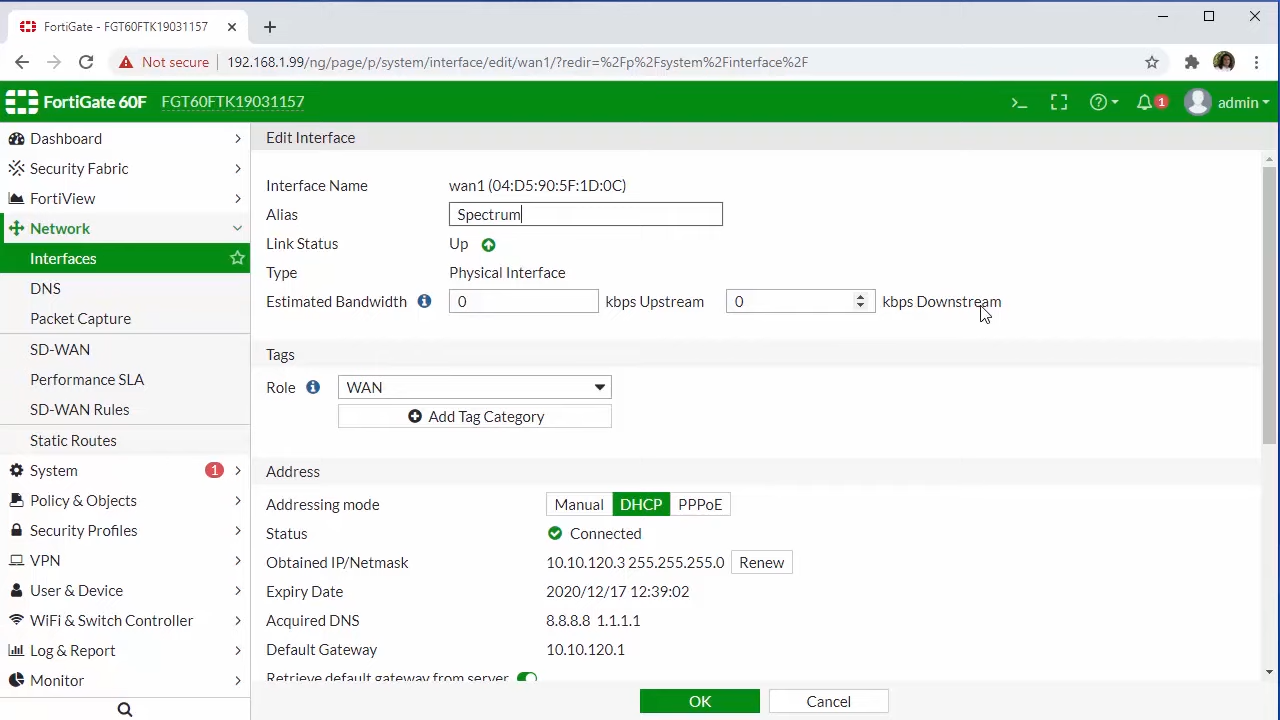 FortiGate - FGT60FTK19031157
Not secure 192.168.1.99/ng/page/p/system/interface/edit/wan1/?redir=%2Fp%2Fsystem%2Finterface%2F
FortiGate 60F FGT60FTK19031157
1 admin
Dashboard
Security Fabric
FortiView
Network
Interfaces
DNS
Packet Capture
SD-WAN
Performance SLA
SD-WAN Rules
Static Routes
System 1
Policy & Objects
Security Profiles
VPN
User & Device
WiFi & Switch Controller
Log & Report
Monitor
Edit Interface
Interface Name wan1 (04:D5:90:5F:1D:0C)
Alias Spectrum
Link Status Up
Type Physical Interface
Estimated Bandwidth 0 kbps Upstream 0 kbps Downstream
Tags
Role WAN
Add Tag Category
Address
Addressing mode Manual DHCP PPPoE
Status Connected
Obtained IP/Netmask 10.10.120.3 255.255.255.0 Renew
Expiry Date 2020/12/17 12:39:02
Acquired DNS 8.8.8.8 1.1.1.1
Default Gateway 10.10.120.1
Retrieve default gateway from server
OK Cancel